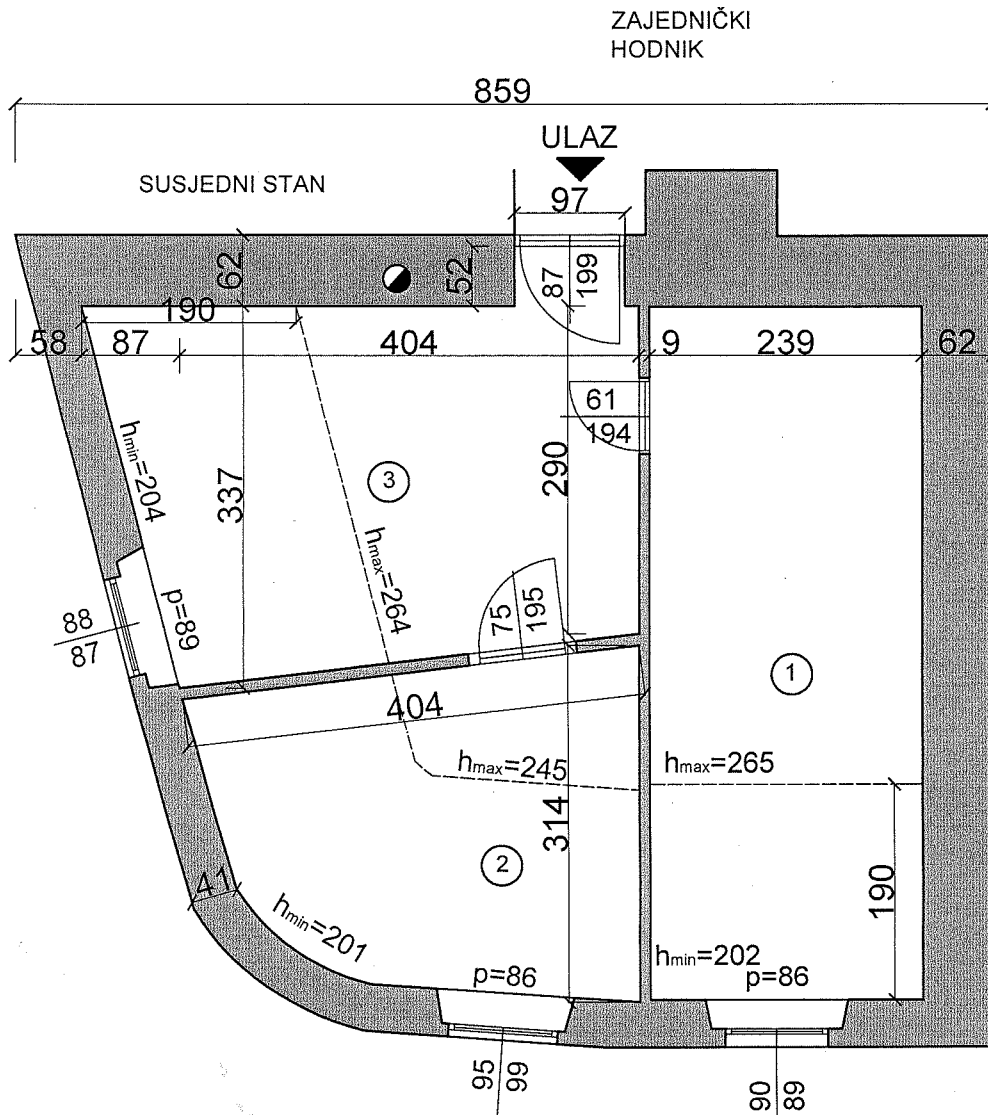 ZAJEDNIČKI
HODNIK
859
ULAZ
SUSJEDNI STAN
97
62
52
87
199
190
58
87
404
9
239
62
61
194
hmin=204
337
3
290
hmax=264
75
195
88
87
p=89
1
404
hmax=245
hmax=265
314
2
190
41
hmin=201
hmin=202
p=86
p=86
95
99
90
89